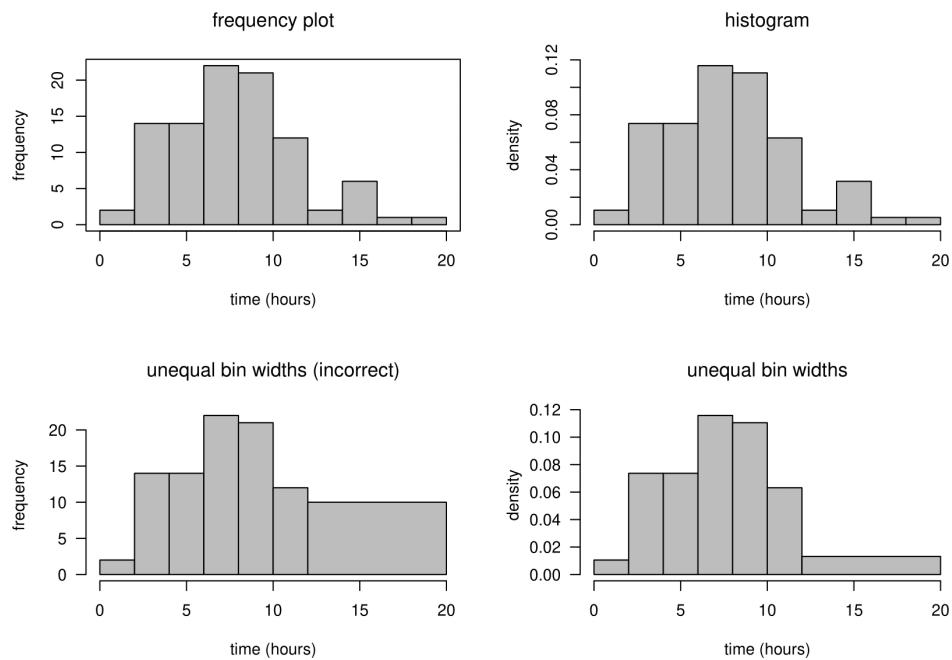 frequency plot
frequency
0
5
10
15
20
0 5 10 15 20
time (hours)
histogram
density
0.00
0.04
0.08
0.12
0 5 10 15 20
time (hours)
unequal bin widths (incorrect)
frequency
0
5
10
15
20
0 5 10 15 20
time (hours)
unequal bin widths
density
0.12
0.10
0.08
0.06
0.04
0.02
0.00
0 5 10 15 20
time (hours)